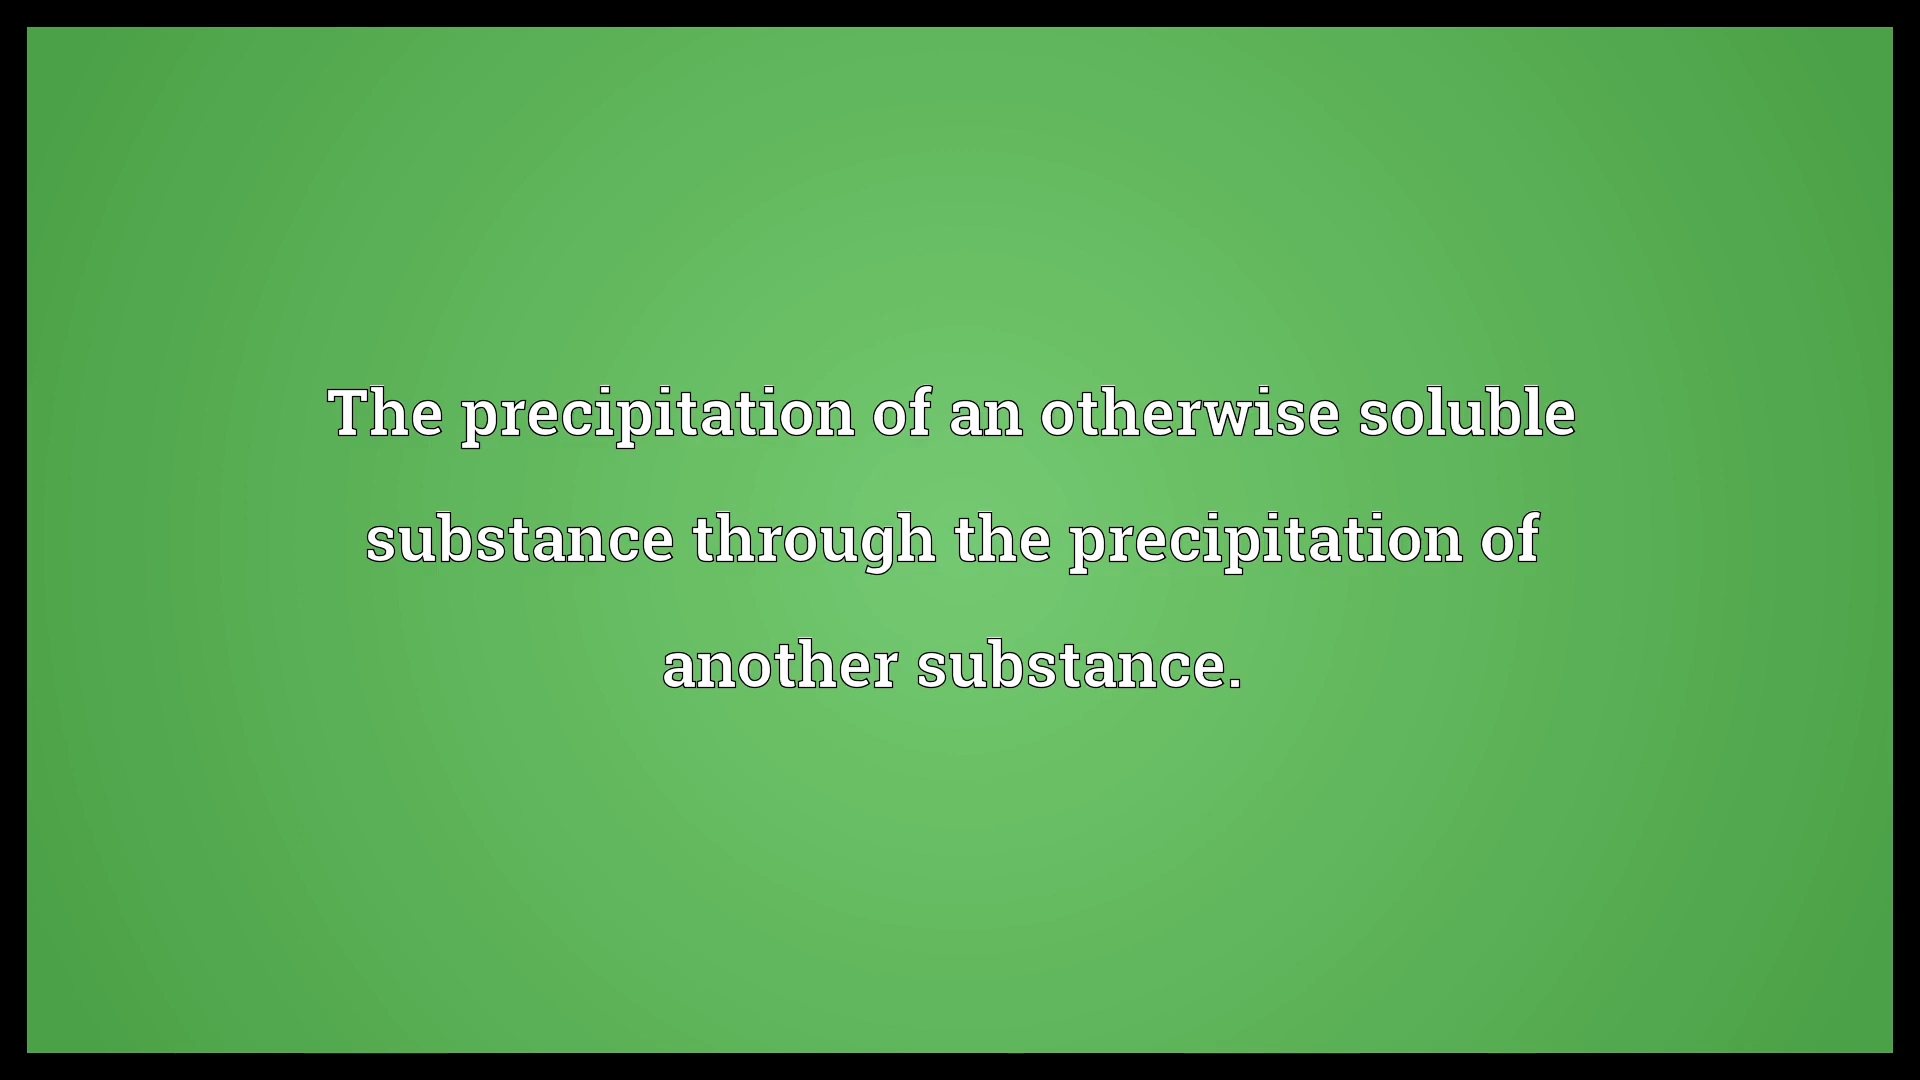 The precipitation of an otherwise soluble
substance through the precipitation of
another substance.